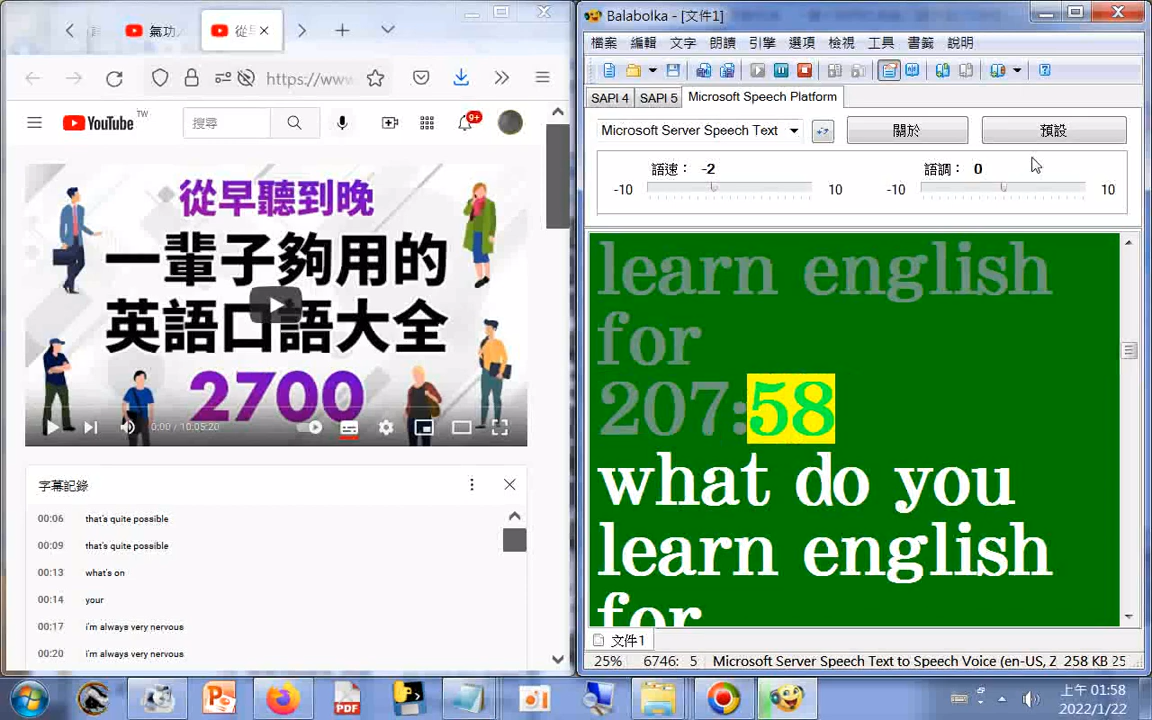 氣功
從
https://www
YouTube TW
搜尋
9+
從早聽到晚
一輩子夠用的
英語口語大全
2700
0:00 / 10:05:20
字幕記錄
00:06 that's quite possible
00:09 that's quite possible
00:13 what's on
00:14 your
00:17 i'm always very nervous
00:20 i'm always very nervous
Balabolka - [文件1]
檔案 編輯 文字 朗讀 引擎 選項 檢視 工具 書籤 說明
SAPI 4 SAPI 5 Microsoft Speech Platform
Microsoft Server Speech Text 關於 預設
語速： -2 語調： 0
-10 10 -10 10
learn english
for
207:58
what do you
learn english
for
文件1
25% 6746: 5 Microsoft Server Speech Text to Speech Voice (en-US, Z 258 KB 25
PDF
上午 01:58
2022/1/22